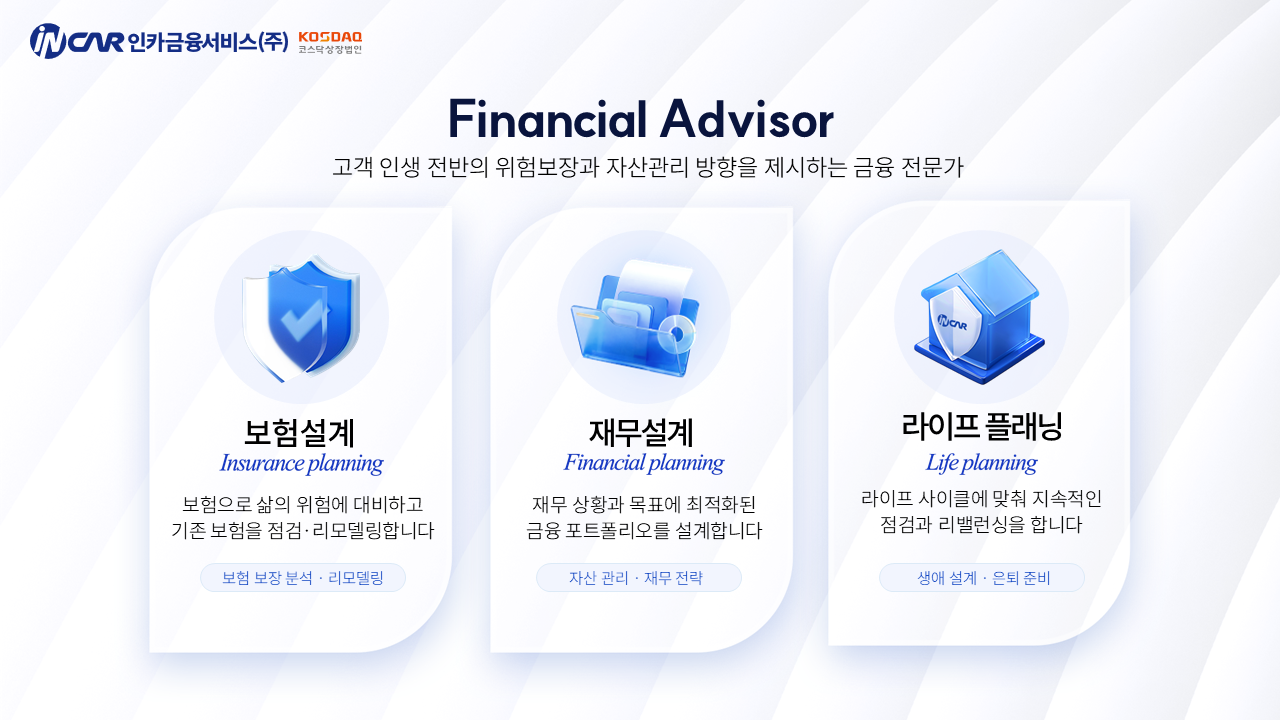 iN CAR 인카금융서비스(주) KOSDAQ
코스닥상장법인
Financial Advisor
고객 인생 전반의 위험보장과 자산관리 방향을 제시하는 금융 전문가
보험설계
Insurance planning
보험으로 삶의 위험에 대비하고
기존 보험을 점검·리모델링합니다
보험 보장 분석 · 리모델링
재무설계
Financial planning
재무 상황과 목표에 최적화된
금융 포트폴리오를 설계합니다
자산 관리 · 재무 전략
iN CAR
라이프 플래닝
Life planning
라이프 사이클에 맞춰 지속적인
점검과 리밸런싱을 합니다
생애 설계 · 은퇴 준비